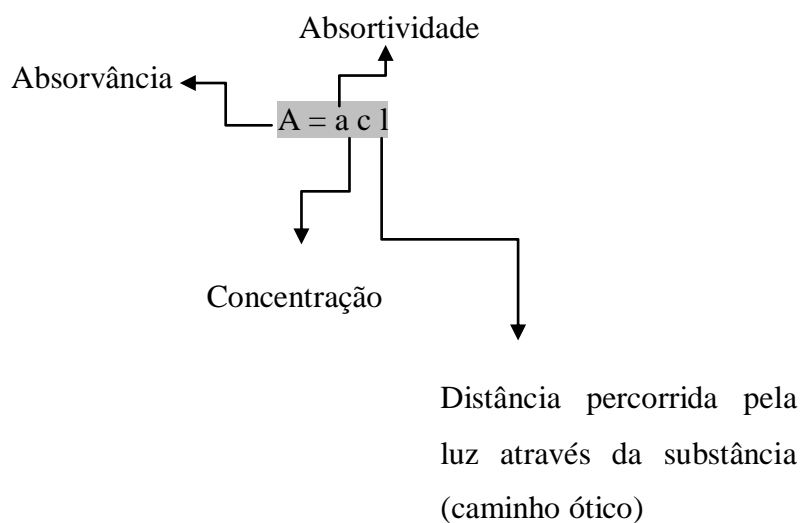 Absortividade
Absorvância
A = a c l
Concentração
Distância percorrida pela
luz através da substância
(caminho ótico)